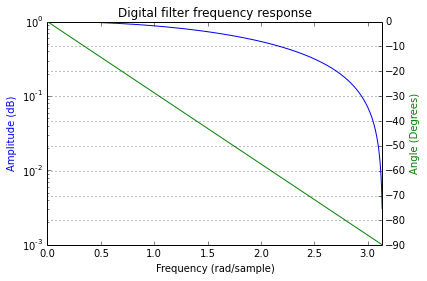 Digital filter frequency response
10^0
10^-1
10^-2
10^-3
Amplitude (dB)
0
-10
-20
-30
-40
-50
-60
-70
-80
-90
Angle (Degrees)
0.0 0.5 1.0 1.5 2.0 2.5 3.0
Frequency (rad/sample)